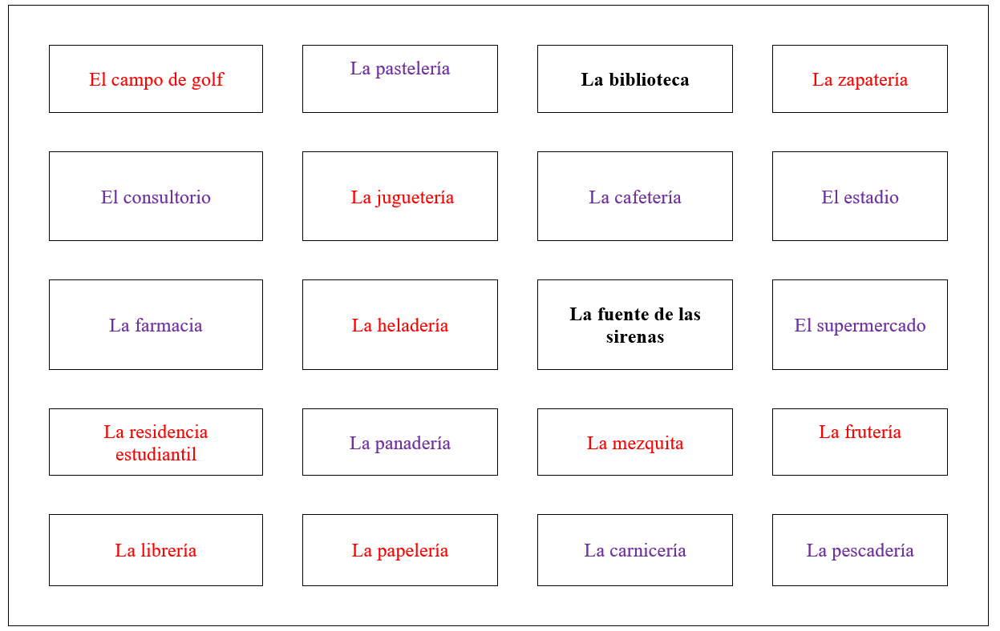 El campo de golf
La pastelería
La biblioteca
La zapatería
El consultorio
La juguetería
La cafetería
El estadio
La farmacia
La heladería
La fuente de las
sirenas
El supermercado
La residencia
estudiantil
La panadería
La mezquita
La frutería
La librería
La papelería
La carnicería
La pescadería